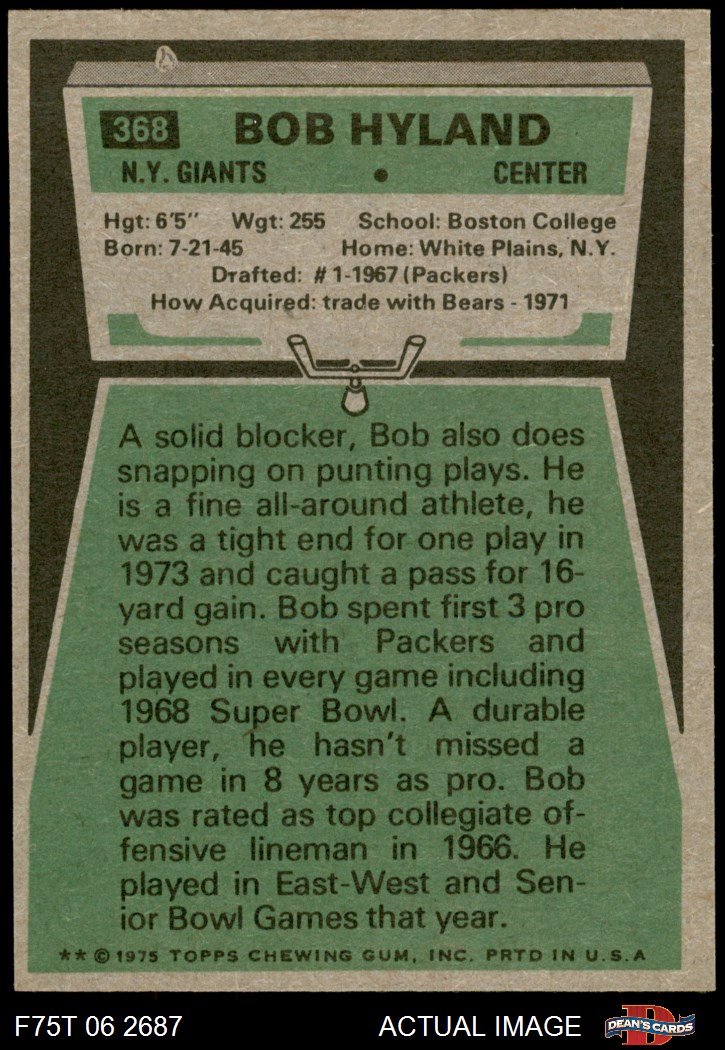 368 BOB HYLAND
N.Y. GIANTS • CENTER
Hgt: 6'5" Wgt: 255 School: Boston College
Born: 7-21-45 Home: White Plains, N.Y.
Drafted: #1-1967 (Packers)
How Acquired: trade with Bears - 1971
A solid blocker, Bob also does
snapping on punting plays. He
is a fine all-around athlete, he
was a tight end for one play in
1973 and caught a pass for 16-
yard gain. Bob spent first 3 pro
seasons with Packers and
played in every game including
1968 Super Bowl. A durable
player, he hasn't missed a
game in 8 years as pro. Bob
was rated as top collegiate of-
fensive lineman in 1966. He
played in East-West and Sen-
ior Bowl Games that year.
** © 1975 TOPPS CHEWING GUM, INC. PRTD IN U.S.A
F75T 06 2687 ACTUAL IMAGE D DEAN'S CARDS